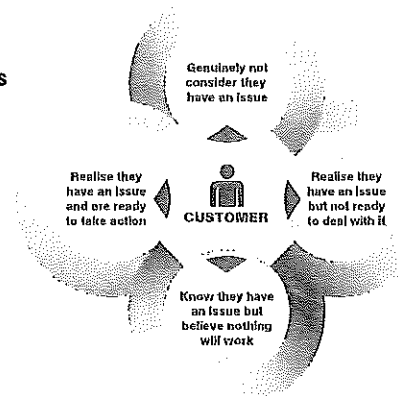 Genuinely not
consider they
have an issue
s
Realise they
have an issue
and are ready
to take action
CUSTOMER
Realise they
have an issue
but not ready
to deal with it
Know they have
an issue but
believe nothing
will work